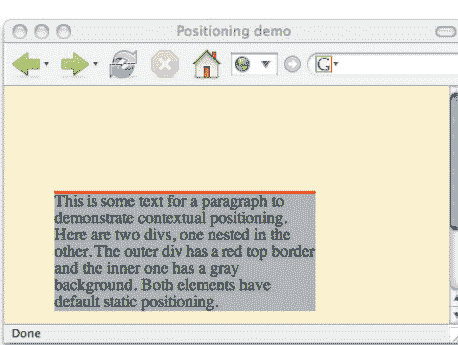 Positioning demo
G
This is some text for a paragraph to
demonstrate contextual positioning.
Here are two divs, one nested in the
other. The outer div has a red top border
and the inner one has a gray
background. Both elements have
default static positioning.
Done